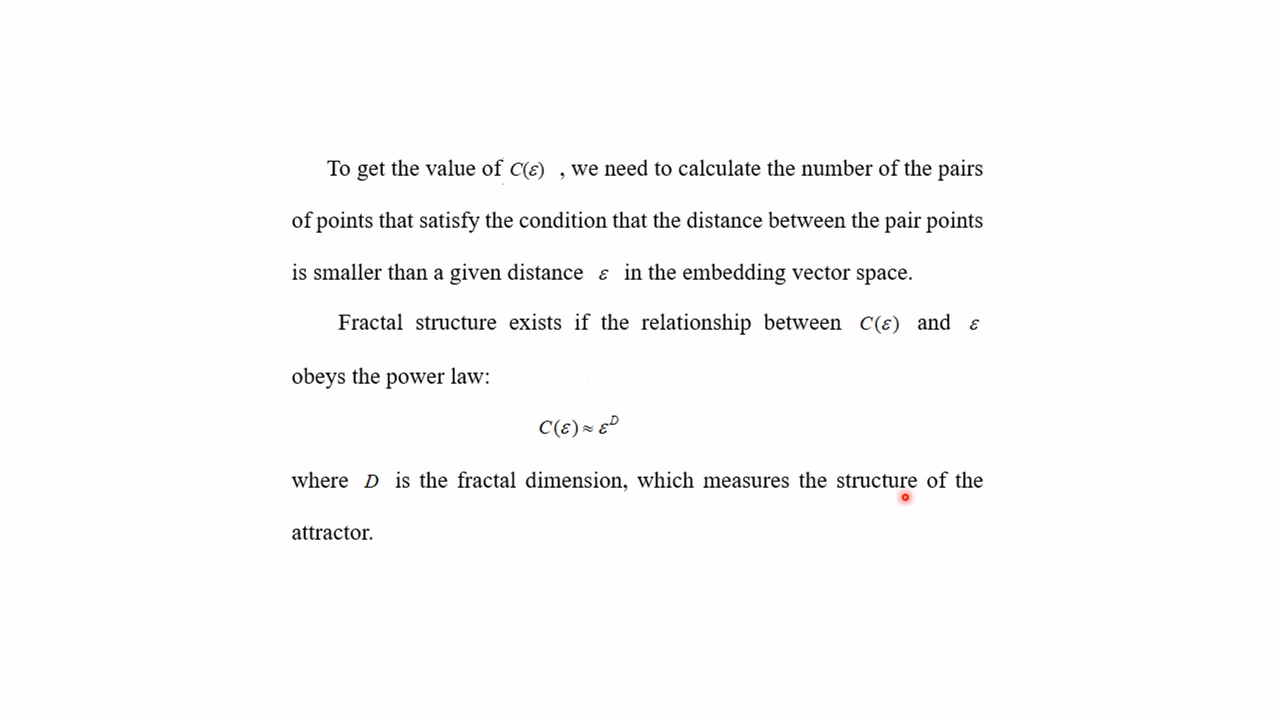 To get the value of C(ε) , we need to calculate the number of the pairs
of points that satisfy the condition that the distance between the pair points
is smaller than a given distance ε in the embedding vector space.
Fractal structure exists if the relationship between C(ε) and ε
obeys the power law:
C(ε) ≈ ε^D
where D is the fractal dimension, which measures the structure of the
attractor.